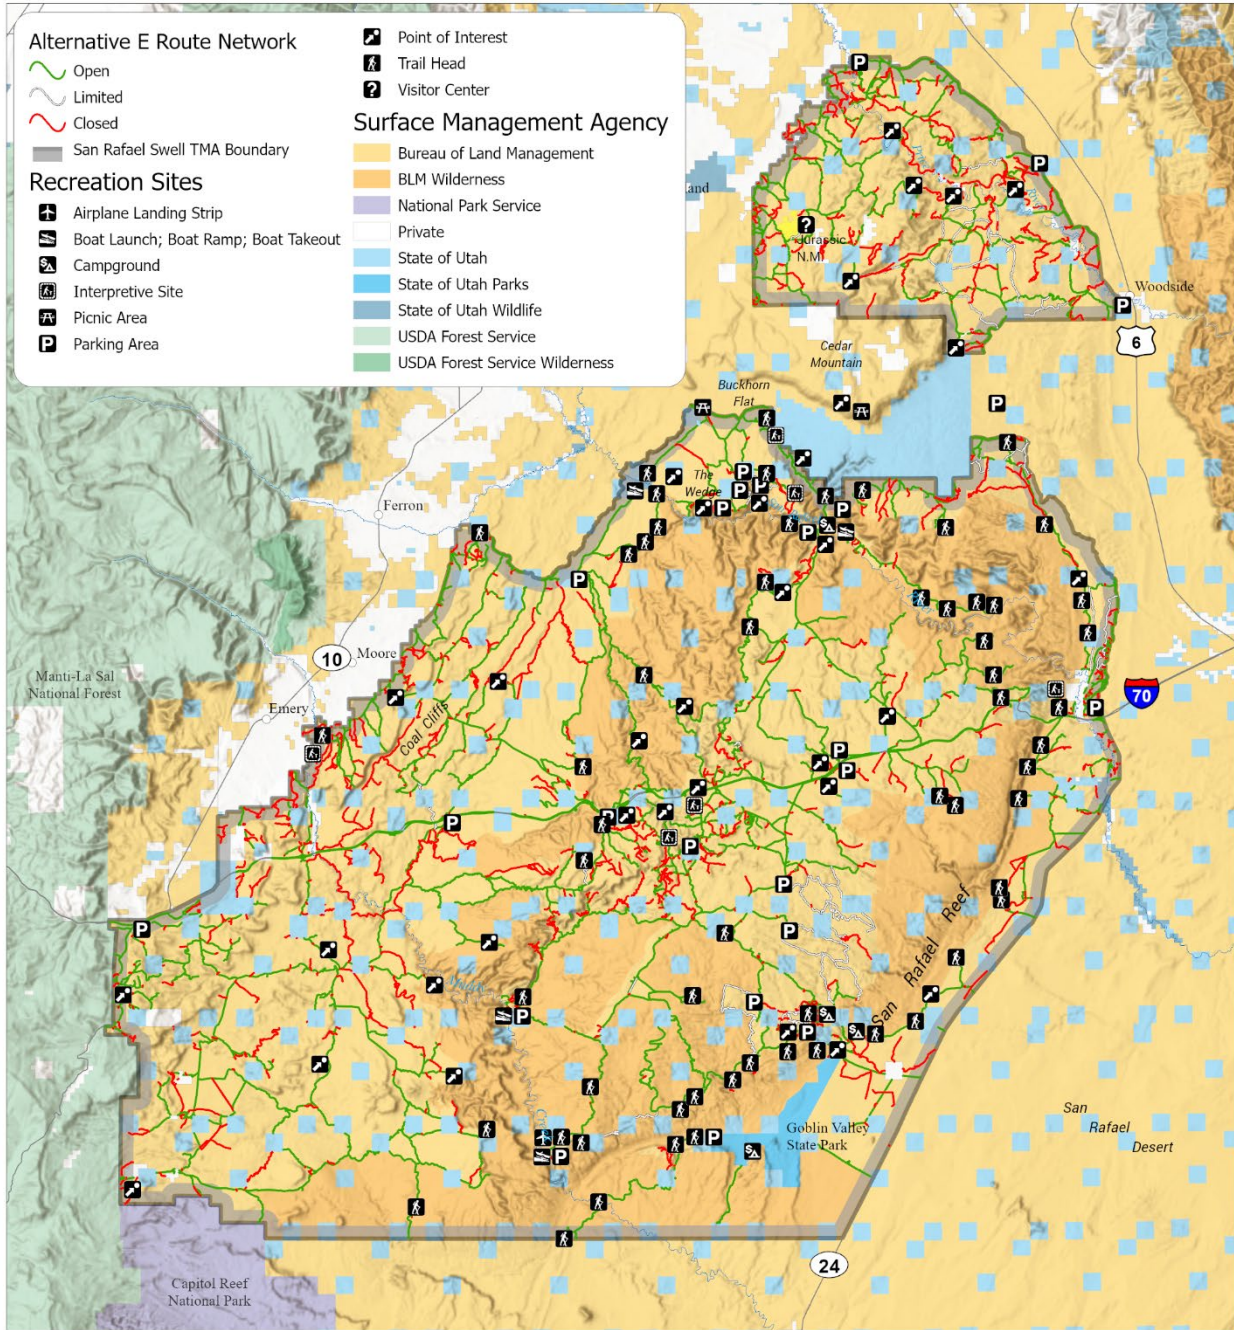 Alternative E Route Network
Open
Limited
Closed
San Rafael Swell TMA Boundary
Recreation Sites
Airplane Landing Strip
Boat Launch; Boat Ramp; Boat Takeout
Campground
Interpretive Site
Picnic Area
P Parking Area
Point of Interest
Trail Head
? Visitor Center
Surface Management Agency
Bureau of Land Management
BLM Wilderness
National Park Service
Private
State of Utah
State of Utah Parks
State of Utah Wildlife
USDA Forest Service
USDA Forest Service Wilderness
land
Jurassic
N.M.
Woodside
6
Cedar
Mountain
Buckhorn
Flat
The
Wedge
Ferron
10
Moore
Manti-La Sal
National Forest
Emery
Coal Cliffs
70
San Rafael Reef
Muddy
Goblin Valley
State Park
San
Rafael
Desert
24
Capitol Reef
National Park